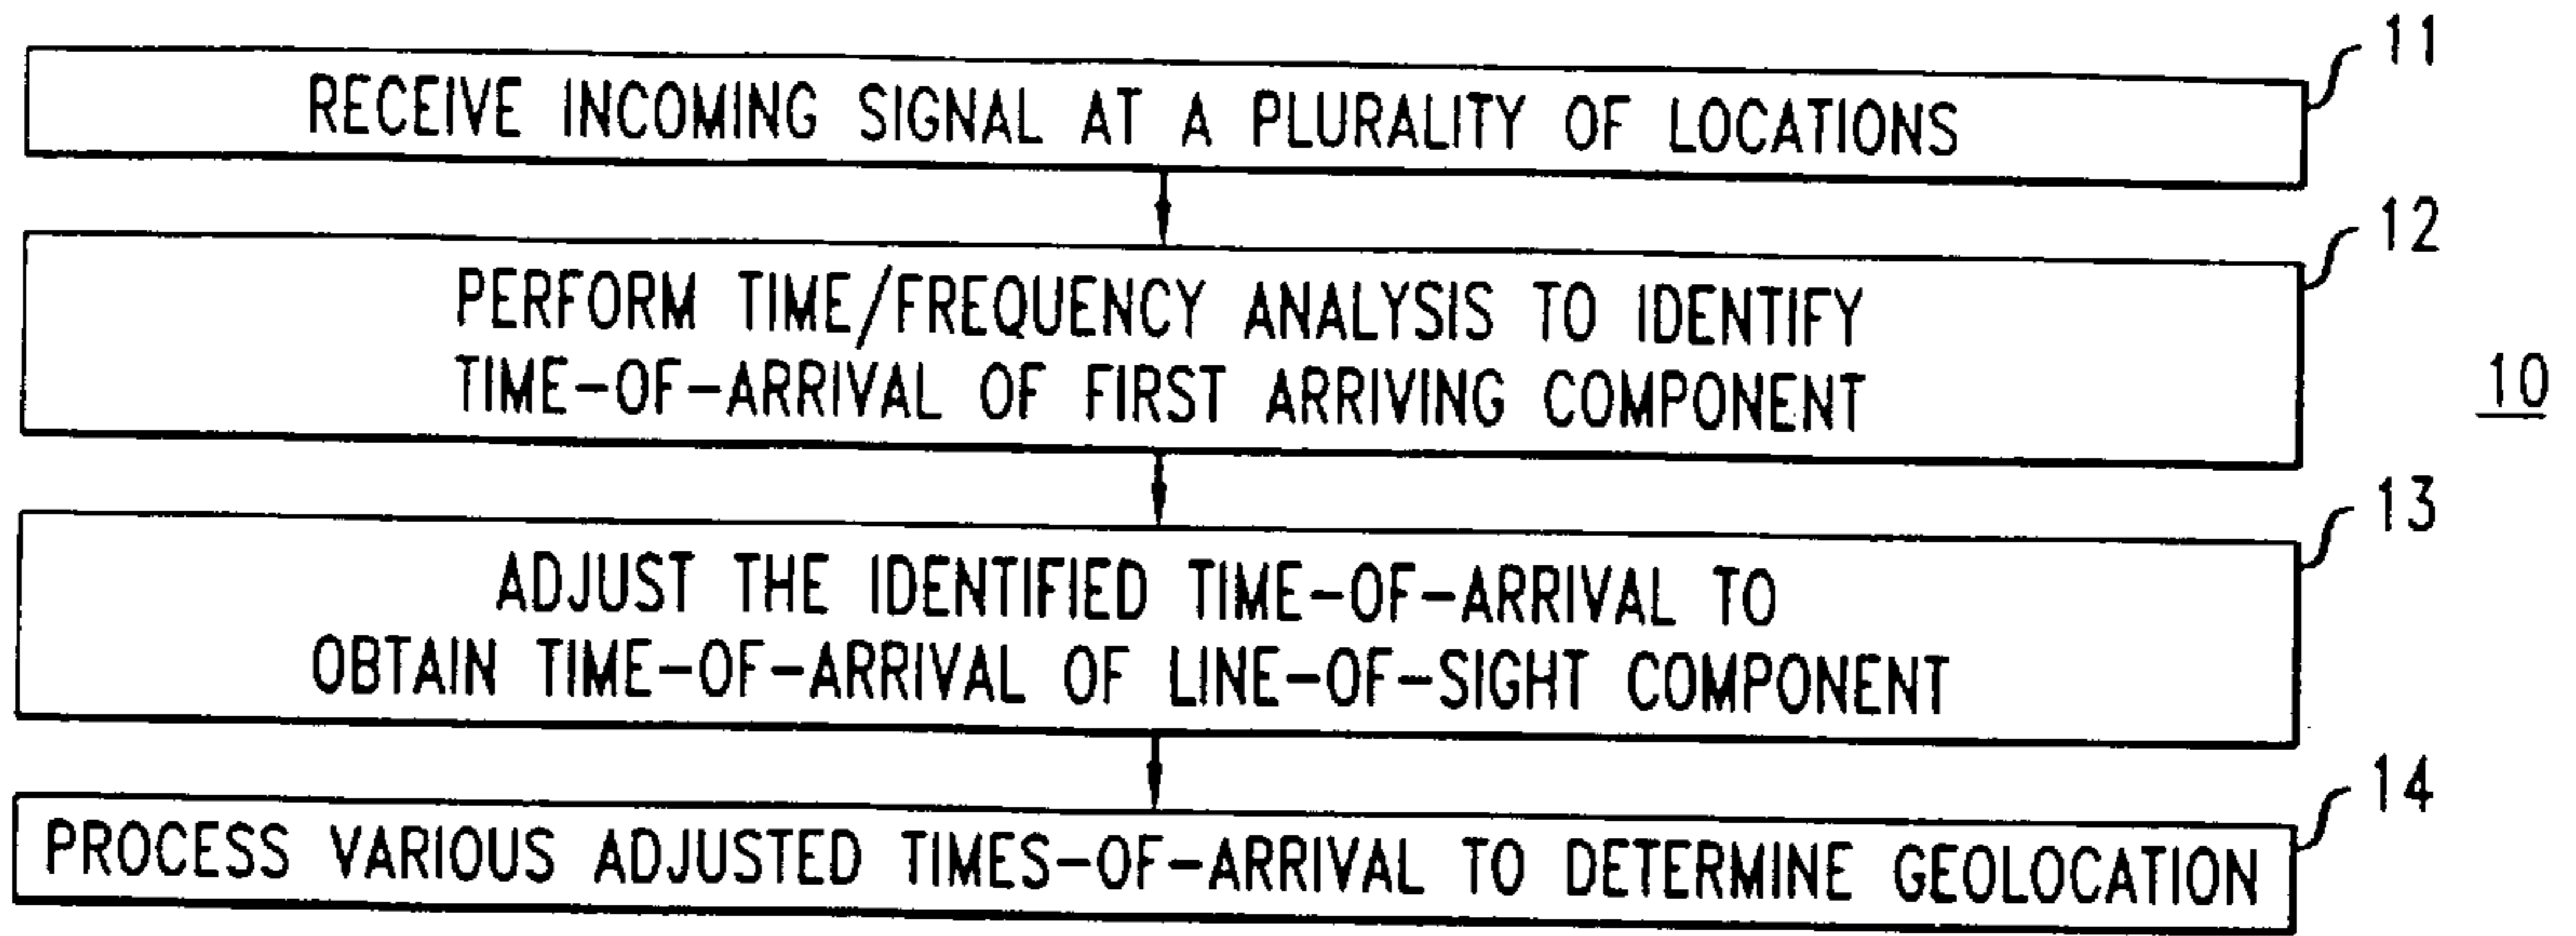 11
RECEIVE INCOMING SIGNAL AT A PLURALITY OF LOCATIONS
12
PERFORM TIME/FREQUENCY ANALYSIS TO IDENTIFY
TIME-OF-ARRIVAL OF FIRST ARRIVING COMPONENT
10
13
ADJUST THE IDENTIFIED TIME-OF-ARRIVAL TO
OBTAIN TIME-OF-ARRIVAL OF LINE-OF-SIGHT COMPONENT
14
PROCESS VARIOUS ADJUSTED TIMES-OF-ARRIVAL TO DETERMINE GEOLOCATION